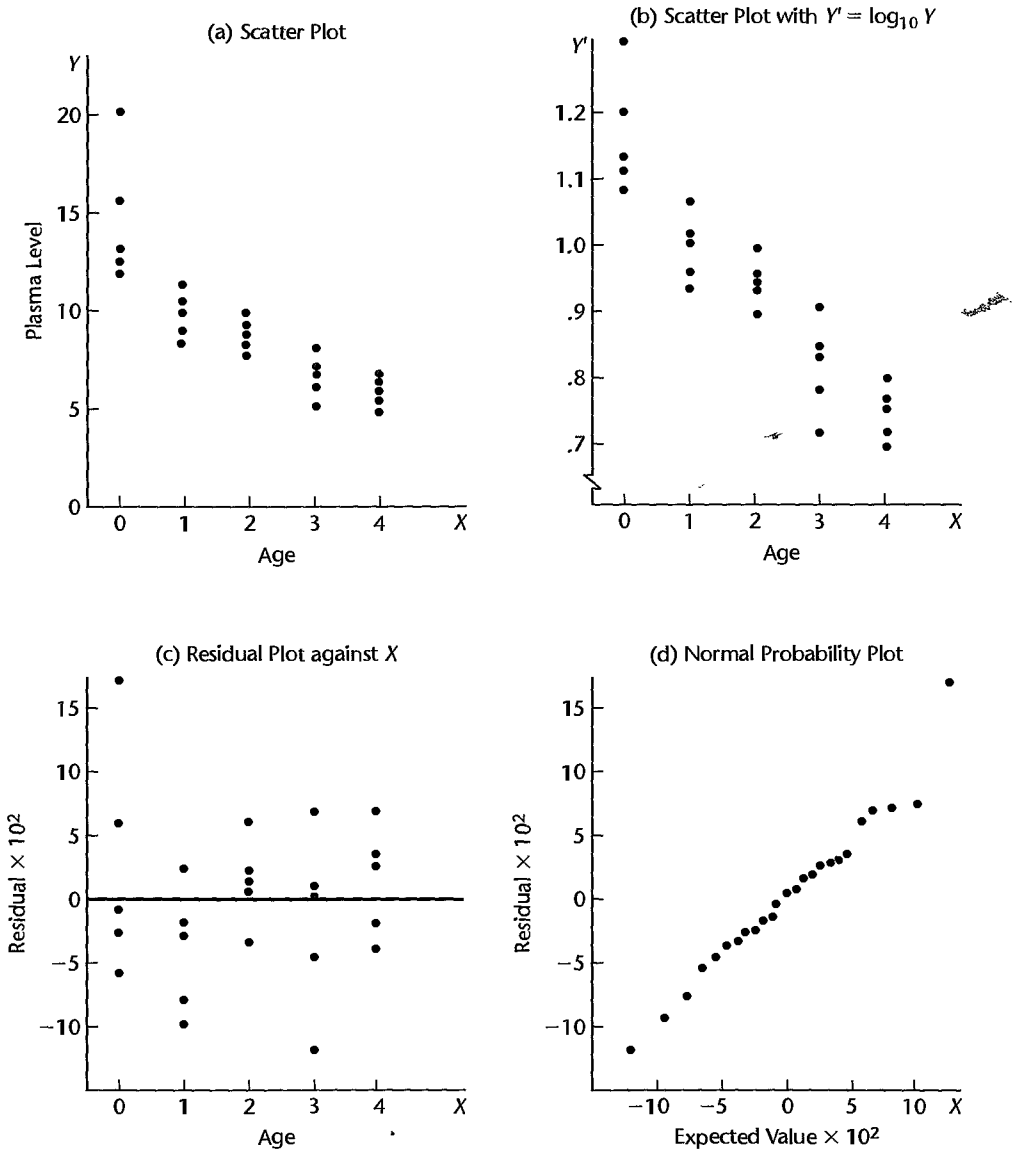 (a) Scatter Plot
Y
20
15
10
5
0
Plasma Level
0 1 2 3 4 X
Age
(b) Scatter Plot with Y' = log₁₀ Y
Y'
1.2
1.1
1.0
.9
.8
.7
0 1 2 3 4 X
Age
(c) Residual Plot against X
15
10
5
0
−5
−10
Residual × 10²
0 1 2 3 4 X
Age
(d) Normal Probability Plot
15
10
5
0
−5
−10
Residual × 10²
−10 −5 0 5 10 X
Expected Value × 10²